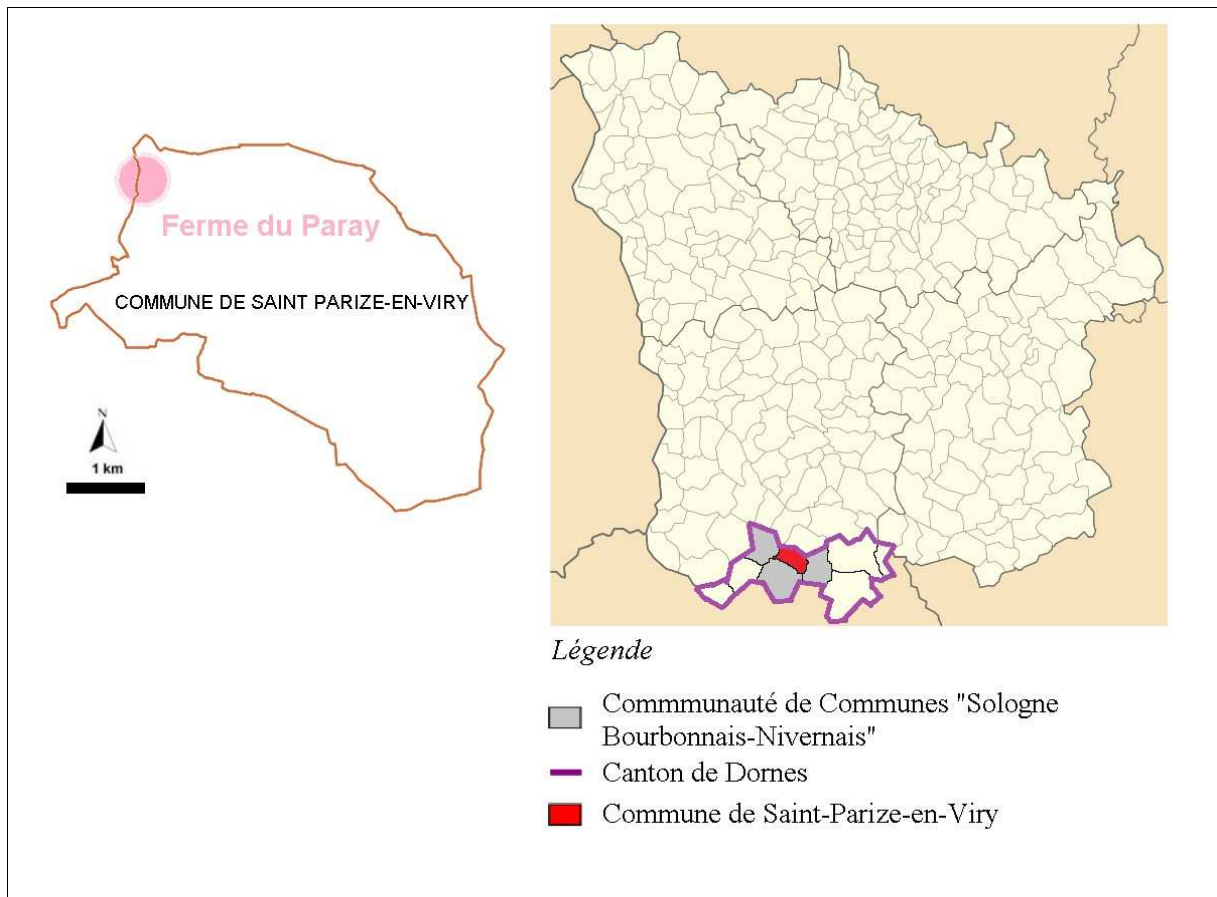 Ferme du Paray
COMMUNE DE SAINT PARIZE-EN-VIRY
N
1 km
Légende
Commmunauté de Communes "Sologne
Bourbonnais-Nivernais"
Canton de Dornes
Commune de Saint-Parize-en-Viry